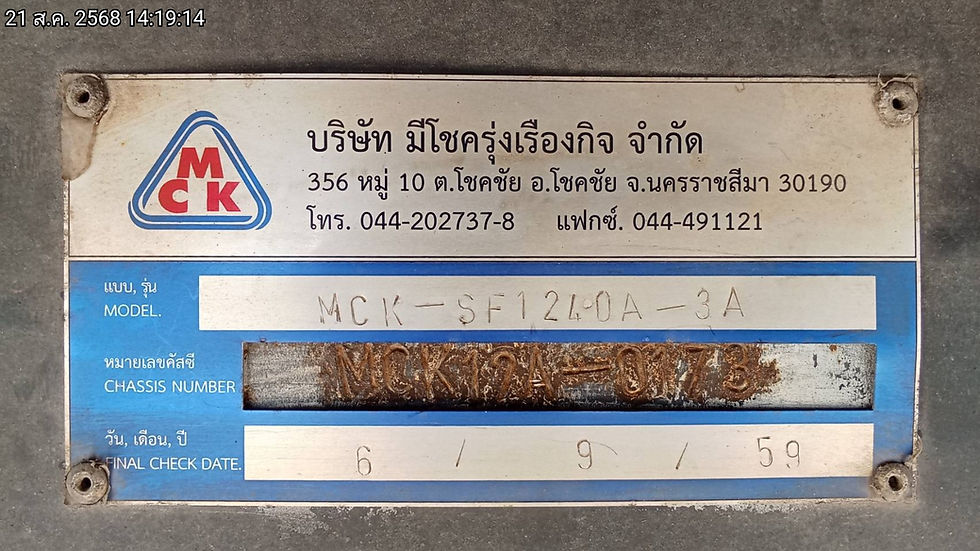 21 ส.ค. 2568 14:19:14
MCK
บริษัท มีโชครุ่งเรืองกิจ จำกัด
356 หมู่ 10 ต.โชคชัย อ.โชคชัย จ.นครราชสีมา 30190
โทร. 044-202737-8 แฟกซ์. 044-491121
แบบ, รุ่น
MODEL. MCK-SF1240A-3A
หมายเลขคัสซี
CHASSIS NUMBER MCK12A-0173
วัน, เดือน, ปี
FINAL CHECK DATE. 6 / 9 / 59